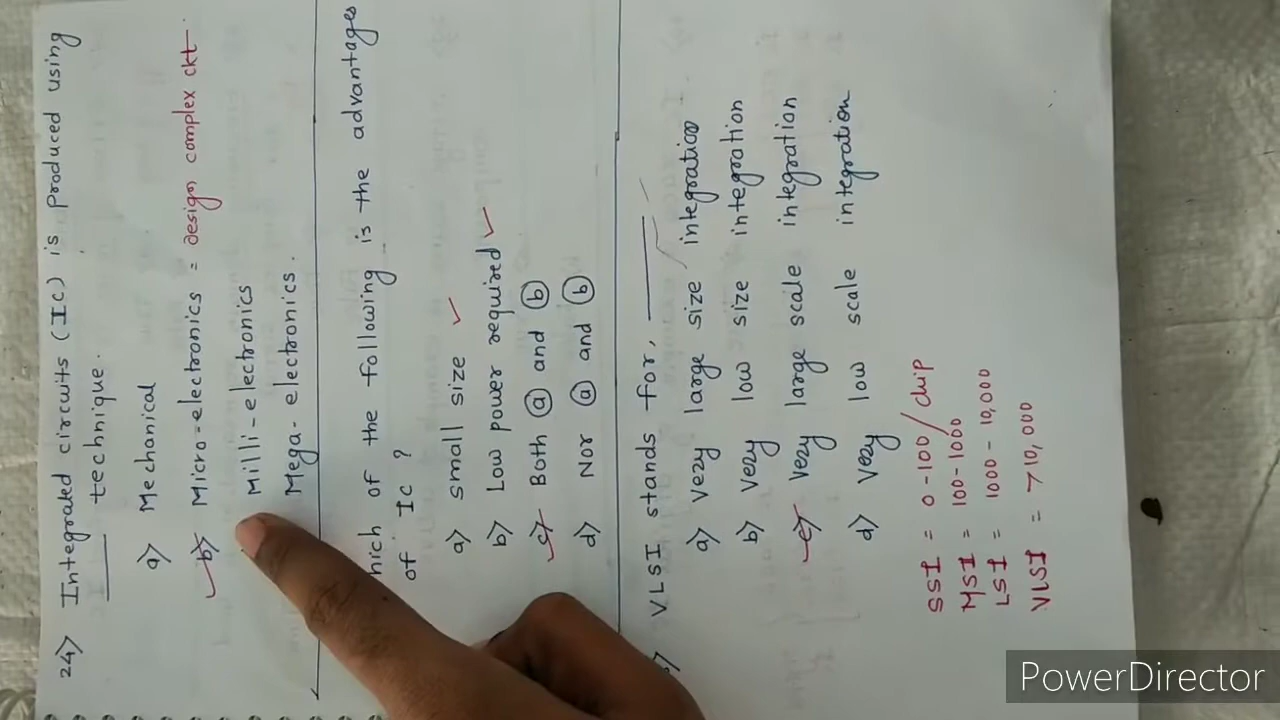 24) Integrated circuits (IC) is produced using
____ technique.
a) Mechanical
b) Micro-electronics = design complex ckt
Milli-electronics
Mega-electronics.
hich of the following is the advantages
of IC ?
a) small size ✓
b) Low power required ✓
c) Both ⓐ and ⓑ
d) Nor ⓐ and ⓑ
) VLSI stands for, ____
a) Very large size integration
b) Very low size integration
c) Very large scale integration
d) Very low scale integration
SSI = 0-100/chip
MSI = 100-1000
LSI = 1000-10,000
VLSI = >10,000
PowerDirector